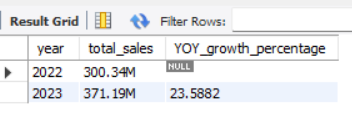 Result Grid Filter Rows:
year total_sales YOY_growth_percentage
2022 300.34M NULL
2023 371.19M 23.5882